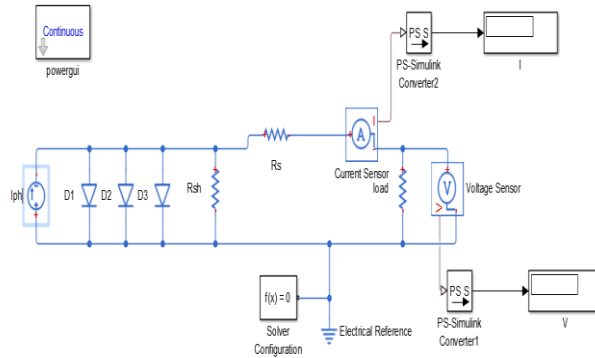 Continuous
powergui
PS S
PS-Simulink
Converter2
I
A
I
Rs
Current Sensor
load
Iph
D1
D2
D3
Rsh
V
Voltage Sensor
V
f(x) = 0
Solver
Configuration
Electrical Reference
PS S
PS-Simulink
Converter1
V